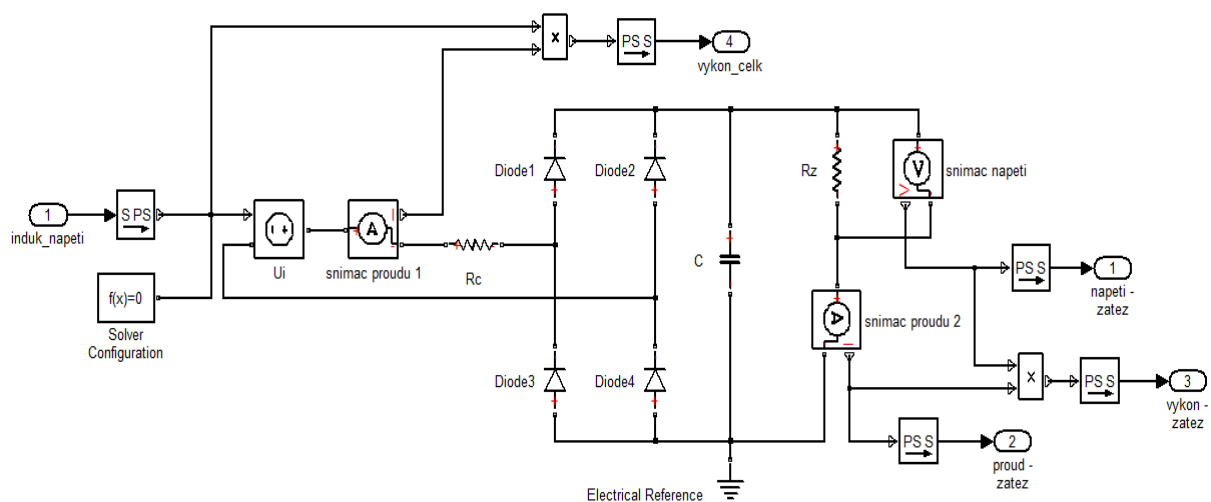 x
PS S
4
vykon_celk
Diode1
Diode2
Rz
V
snimac napeti
V
1
induk_napeti
S PS
A
I
Ui
snimac proudu 1
Rc
C
f(x)=0
Solver
Configuration
PS S
1
napeti -
zatez
A
I
snimac proudu 2
Diode3
Diode4
x
PS S
3
vykon -
zatez
PS S
2
proud -
zatez
Electrical Reference